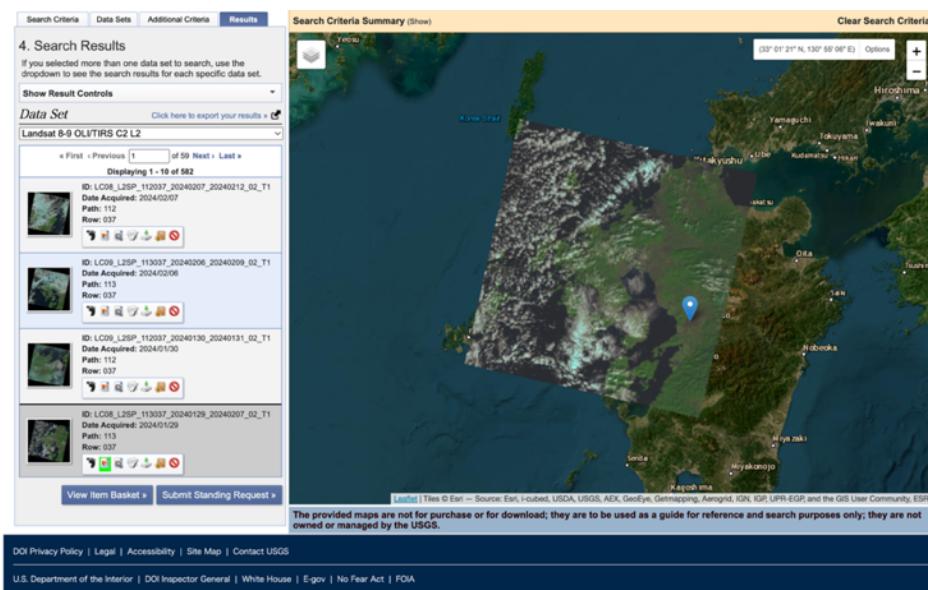 Search Criteria
Data Sets
Additional Criteria
Results
4. Search Results
If you selected more than one data set to search, use the
dropdown to see the search results for each specific data set.
Show Result Controls
Data Set
Click here to export your results »
Landsat 8-9 OLI/TIRS C2 L2
« First ‹ Previous 1 of 59 Next › Last »
Displaying 1 - 10 of 582
ID: LC08_L2SP_112037_20240207_20240212_02_T1
Date Acquired: 2024/02/07
Path: 112
Row: 037
ID: LC08_L2SP_113037_20240206_20240209_02_T1
Date Acquired: 2024/02/06
Path: 113
Row: 037
ID: LC09_L2SP_112037_20240130_20240131_02_T1
Date Acquired: 2024/01/30
Path: 112
Row: 037
ID: LC08_L2SP_113037_20240129_20240207_02_T1
Date Acquired: 2024/01/29
Path: 113
Row: 037
View Item Basket »
Submit Standing Request »
Search Criteria Summary (Show)
Clear Search Criteria
(33° 01' 21" N, 130° 55' 06" E)
Options
+
−
Yeosu
Korea Strait
Hiroshima
Yamaguchi
Iwakuni
Tokuyama
takyushu
Ube
Kudamatsu
Hikari
Oita
Saiki
Nobeoka
Miyazaki
Sendai
Miyakonojo
Kagoshima
Leaflet | Tiles © Esri — Source: Esri, i-cubed, USDA, USGS, AEX, GeoEye, Getmapping, Aerogrid, IGN, IGP, UPR-EGP, and the GIS User Community, ESR
The provided maps are not for purchase or for download; they are to be used as a guide for reference and search purposes only; they are not
owned or managed by the USGS.
DOI Privacy Policy | Legal | Accessibility | Site Map | Contact USGS
U.S. Department of the Interior | DOI Inspector General | White House | E-gov | No Fear Act | FOIA